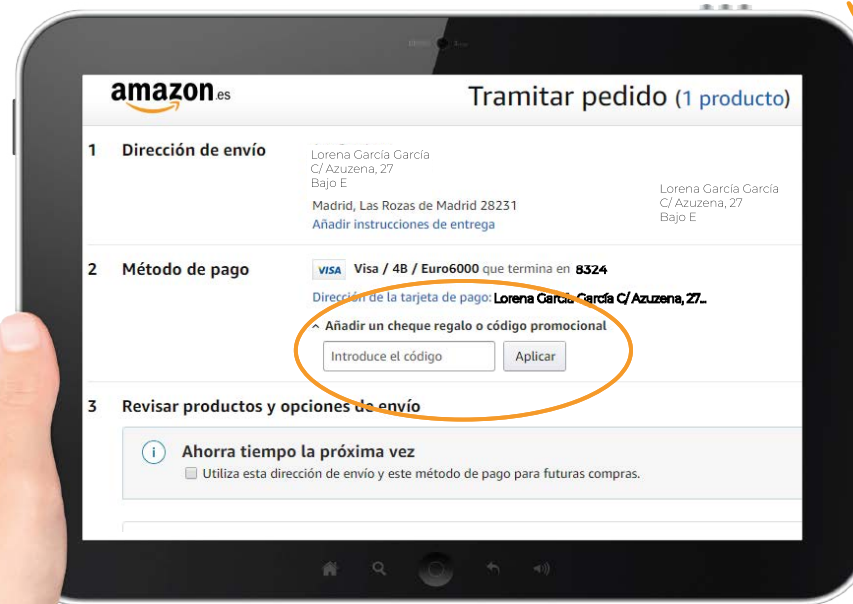 amazon.es
Tramitar pedido (1 producto)
1 Dirección de envío
Lorena García García
C/ Azuzena, 27
Bajo E
Madrid, Las Rozas de Madrid 28231
Añadir instrucciones de entrega
Lorena García García
C/ Azuzena, 27
Bajo E
2 Método de pago
VISA Visa / 4B / Euro6000 que termina en 8324
Dirección de la tarjeta de pago: Lorena García García C/ Azuzena, 27...
Añadir un cheque regalo o código promocional
Introduce el código Aplicar
3 Revisar productos y opciones de envío
i Ahorra tiempo la próxima vez
Utiliza esta dirección de envío y este método de pago para futuras compras.